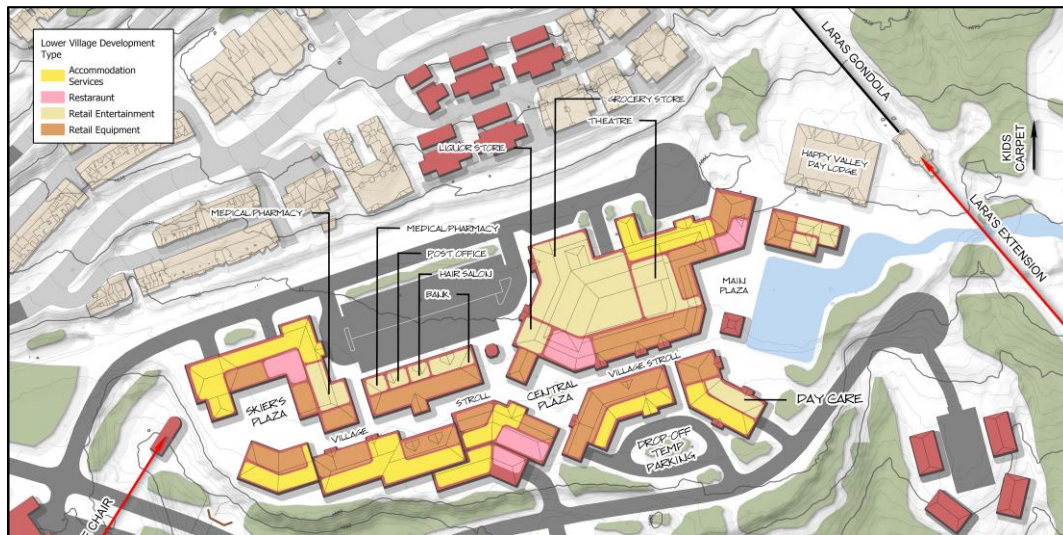 Lower Village Development
Type
Accommodation
Services
Restaraunt
Retail Entertainment
Retail Equipment
LARAS GONDOLA
GROCERY STORE
THEATRE
LIQUOR STORE
HAPPY VALLEY
DAY LODGE
KIDS
CARPET
LARA'S EXTENSION
MEDICAL PHARMACY
MEDICAL PHARMACY
POST OFFICE
HAIR SALON
BANK
MAIN
PLAZA
SKIER'S
PLAZA
VILLAGE STROLL
CENTRAL
PLAZA
VILLAGE STROLL
DAY CARE
DROP-OFF
TEMP
PARKING
CHAIR